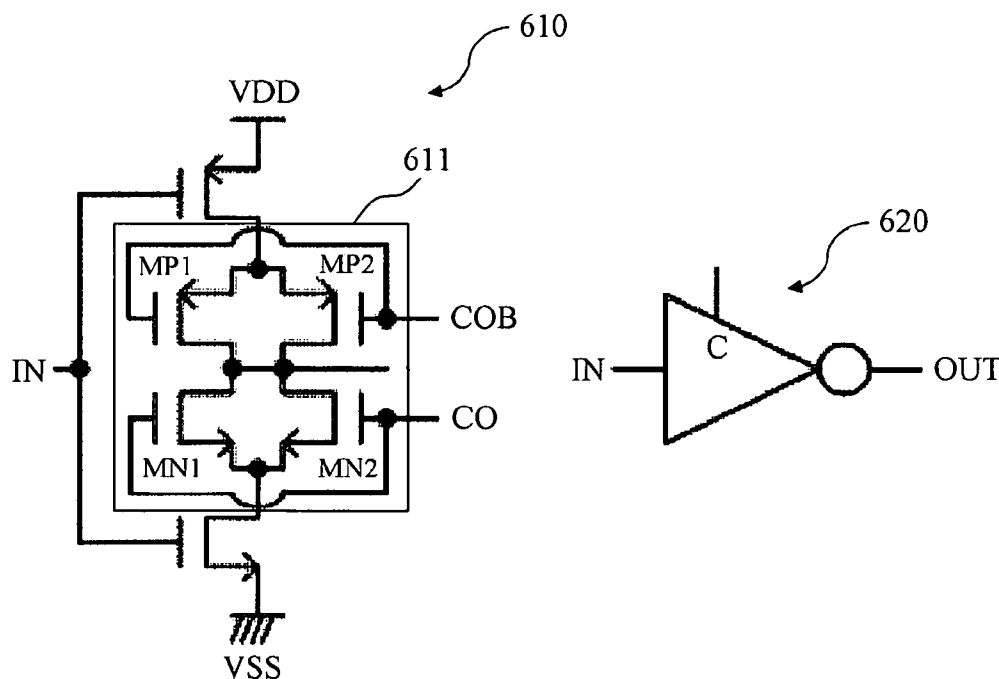 610
VDD
611
620
MP1
MP2
COB
C
IN
IN
OUT
CO
MN1
MN2
VSS